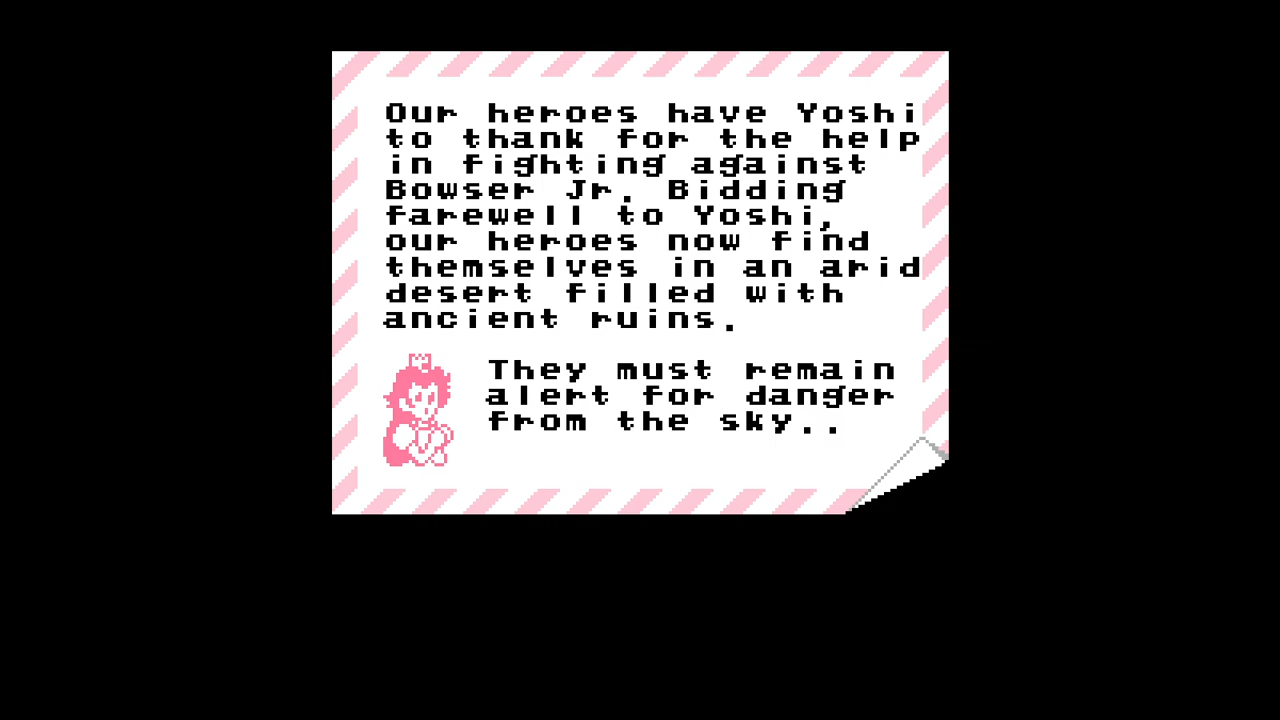 Our heroes have Yoshi
to thank for the help
in fighting against
Bowser Jr. Bidding
farewell to Yoshi,
our heroes now find
themselves in an arid
desert filled with
ancient ruins.
They must remain
alert for danger
from the sky..